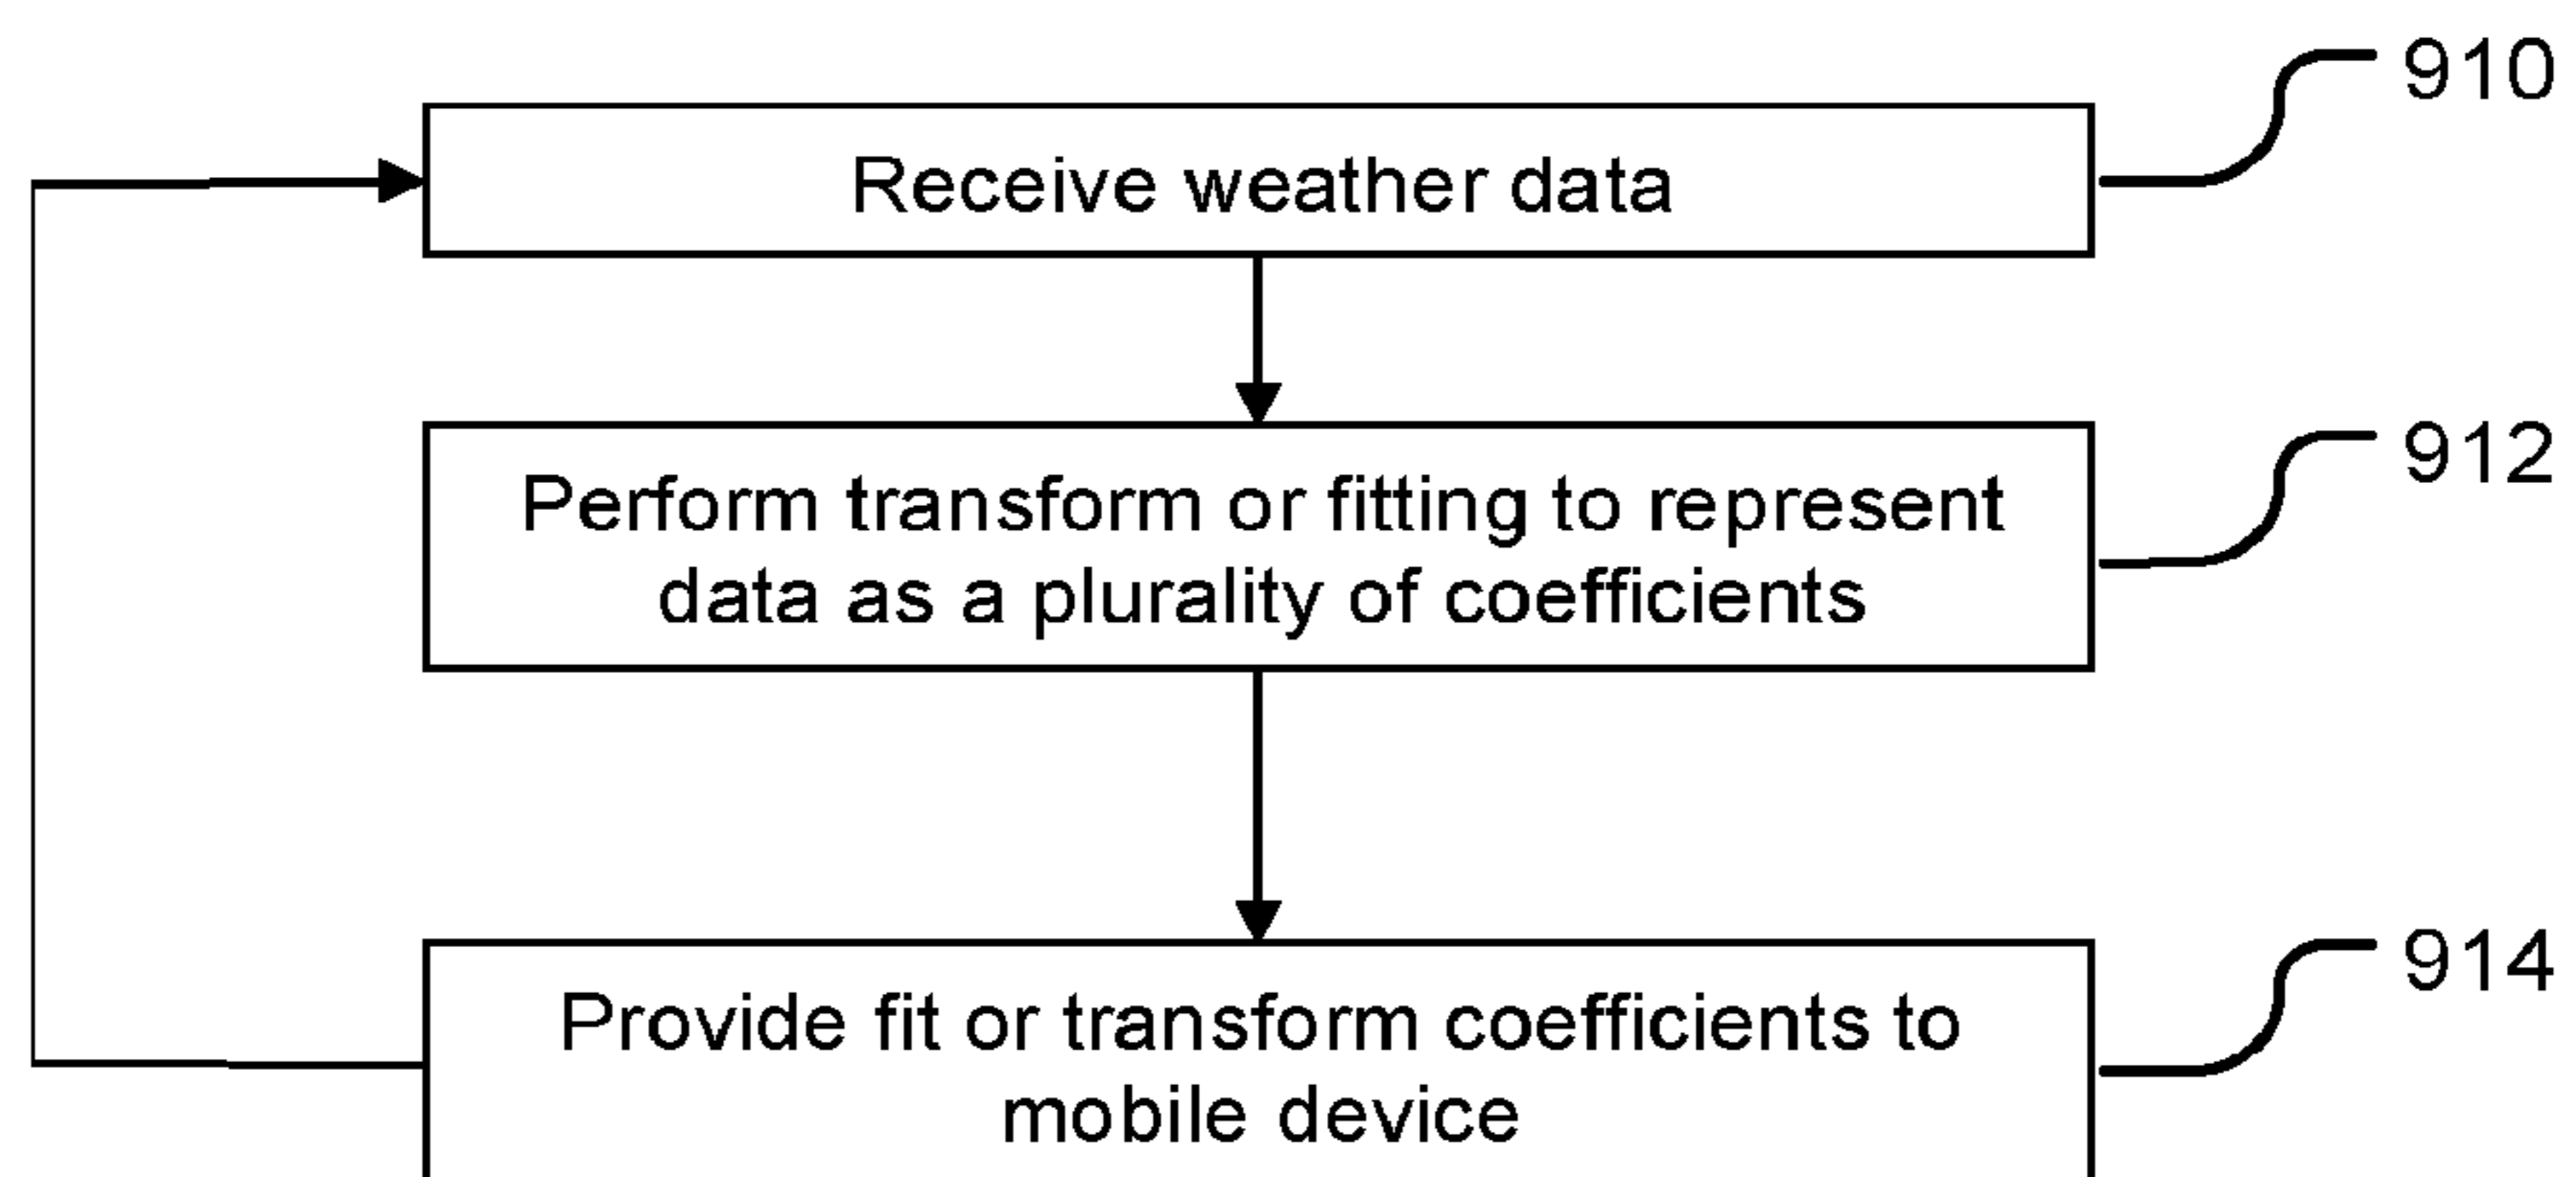 910
Receive weather data
912
Perform transform or fitting to represent
data as a plurality of coefficients
914
Provide fit or transform coefficients to
mobile device